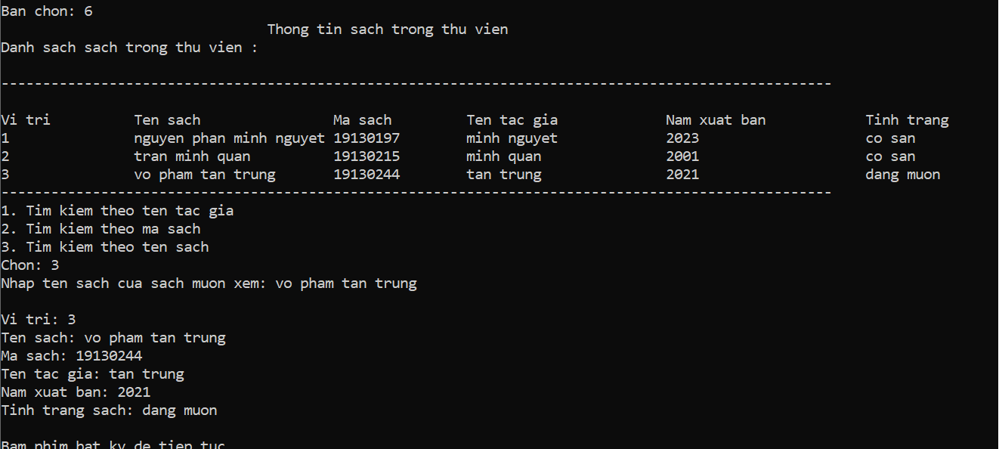 Ban chon: 6
Thong tin sach trong thu vien
Danh sach sach trong thu vien :
----------------------------------------------------------------------------------------------------
Vi tri Ten sach Ma sach Ten tac gia Nam xuat ban Tinh trang
1 nguyen phan minh nguyet 19130197 minh nguyet 2023 co san
2 tran minh quan 19130215 minh quan 2001 co san
3 vo pham tan trung 19130244 tan trung 2021 dang muon
----------------------------------------------------------------------------------------------------
1. Tim kiem theo ten tac gia
2. Tim kiem theo ma sach
3. Tim kiem theo ten sach
Chon: 3
Nhap ten sach cua sach muon xem: vo pham tan trung
Vi tri: 3
Ten sach: vo pham tan trung
Ma sach: 19130244
Ten tac gia: tan trung
Nam xuat ban: 2021
Tinh trang sach: dang muon
Bam phim bat ky de tiep tuc